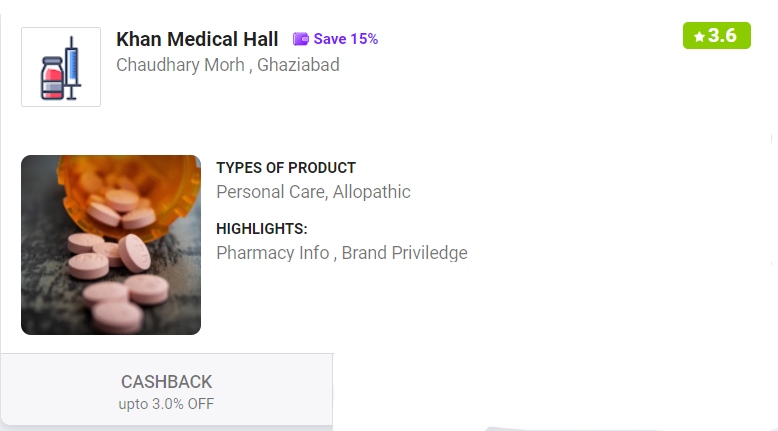 Khan Medical Hall Save 15% 3.6
Chaudhary Morh , Ghaziabad
TYPES OF PRODUCT
Personal Care, Allopathic
HIGHLIGHTS:
Pharmacy Info , Brand Priviledge
CASHBACK
upto 3.0% OFF